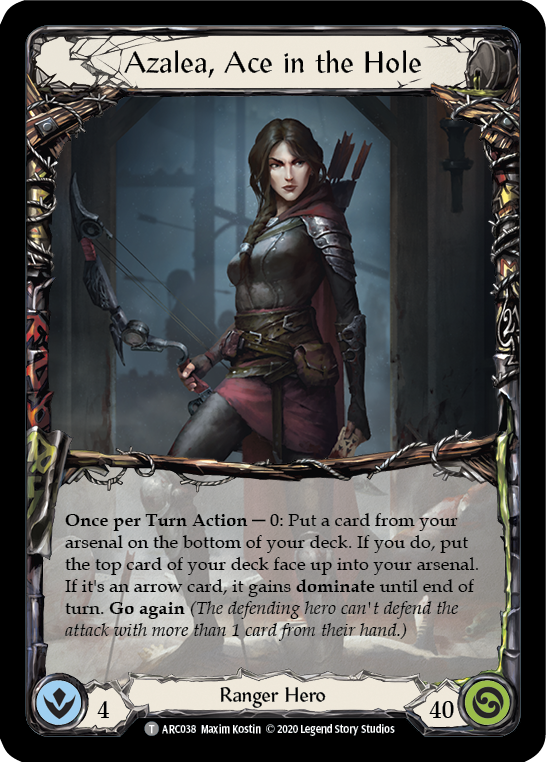 Azalea, Ace in the Hole
Once per Turn Action — 0: Put a card from your
arsenal on the bottom of your deck. If you do, put
the top card of your deck face up into your arsenal.
If it's an arrow card, it gains dominate until end of
turn. Go again (The defending hero can't defend the
attack with more than 1 card from their hand.)
4
Ranger Hero
40
T ARC038 Maxim Kostin © 2020 Legend Story Studios